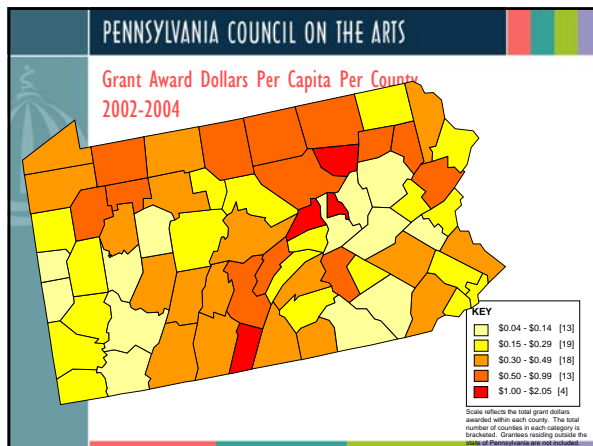 PENNSYLVANIA COUNCIL ON THE ARTS
Grant Award Dollars Per Capita Per County
2002-2004
KEY
$0.04 - $0.14 [13]
$0.15 - $0.29 [19]
$0.30 - $0.49 [18]
$0.50 - $0.99 [13]
$1.00 - $2.05 [4]
Scale reflects the total grant dollars
awarded within each county. The total
number of counties in each category is
bracketed. Grantees residing outside the
state of Pennsylvania are not included.